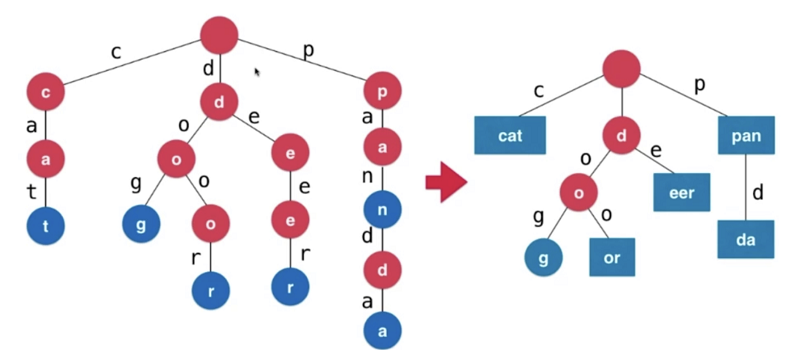 c d p
c d p
a o e a
a o e a
t g o e n
t g o e n
r r d
r r d
a
a
c p
cat d pan
o e d
o eer
g o da
g or